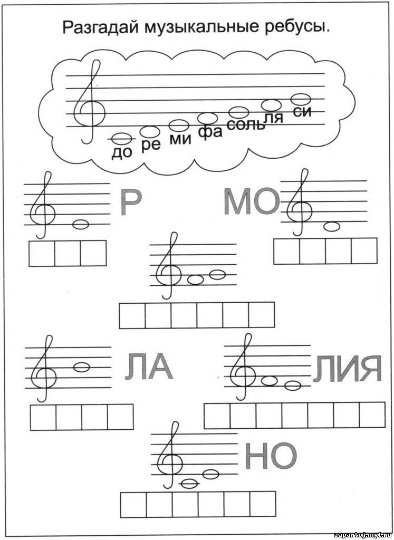 Разгадай музыкальные ребусы.
до ре ми фа соль ля си
Р МО
ЛА ЛИЯ
НО